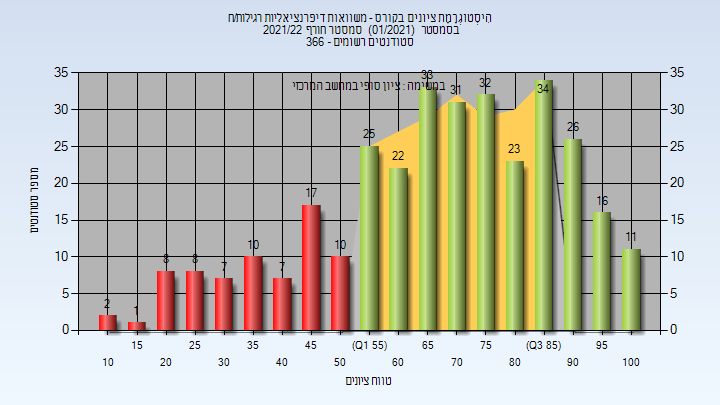 היסטוגרמת ציונים בקורס - משוואות דיפרנציאליות רגילות/ח
בסמסטר (01/2021) סמסטר חורף 2021/22
סטודנטים רשומים - 366
במשימה : ציון סופי במחשב המרכזי
מספר סטודנטים
35 30 25 20 15 10 5 0
35 30 25 20 15 10 5 0
2 1 8 8 7 10 7 17 10 25 22 33 31 32 23 34 26 16 11
15 25 35 45 (Q1 55) 65 75 (Q3 85) 95
10 20 30 40 50 60 70 80 90 100
טווח ציונים